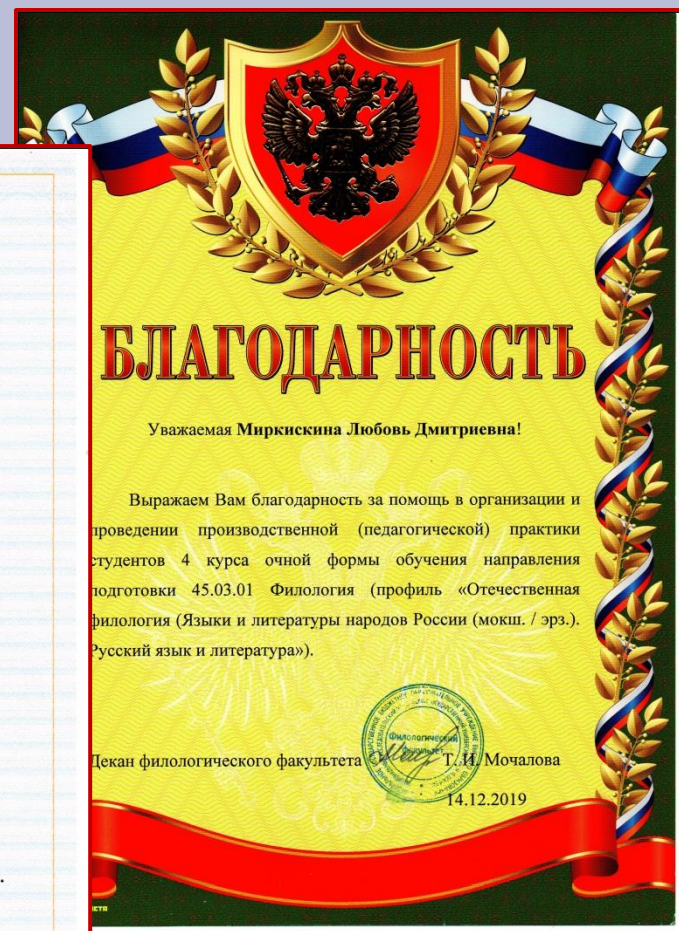 БЛАГОДАРНОСТЬ
Уважаемая Миркискина Любовь Дмитриевна!
Выражаем Вам благодарность за помощь в организации и
проведении производственной (педагогической) практики
студентов 4 курса очной формы обучения направления
подготовки 45.03.01 Филология (профиль «Отечественная
филология (Языки и литературы народов России (мокш. / эрз.).
Русский язык и литература»).
Филологический
факультет
Декан филологического факультета Т. И. Мочалова
14.12.2019